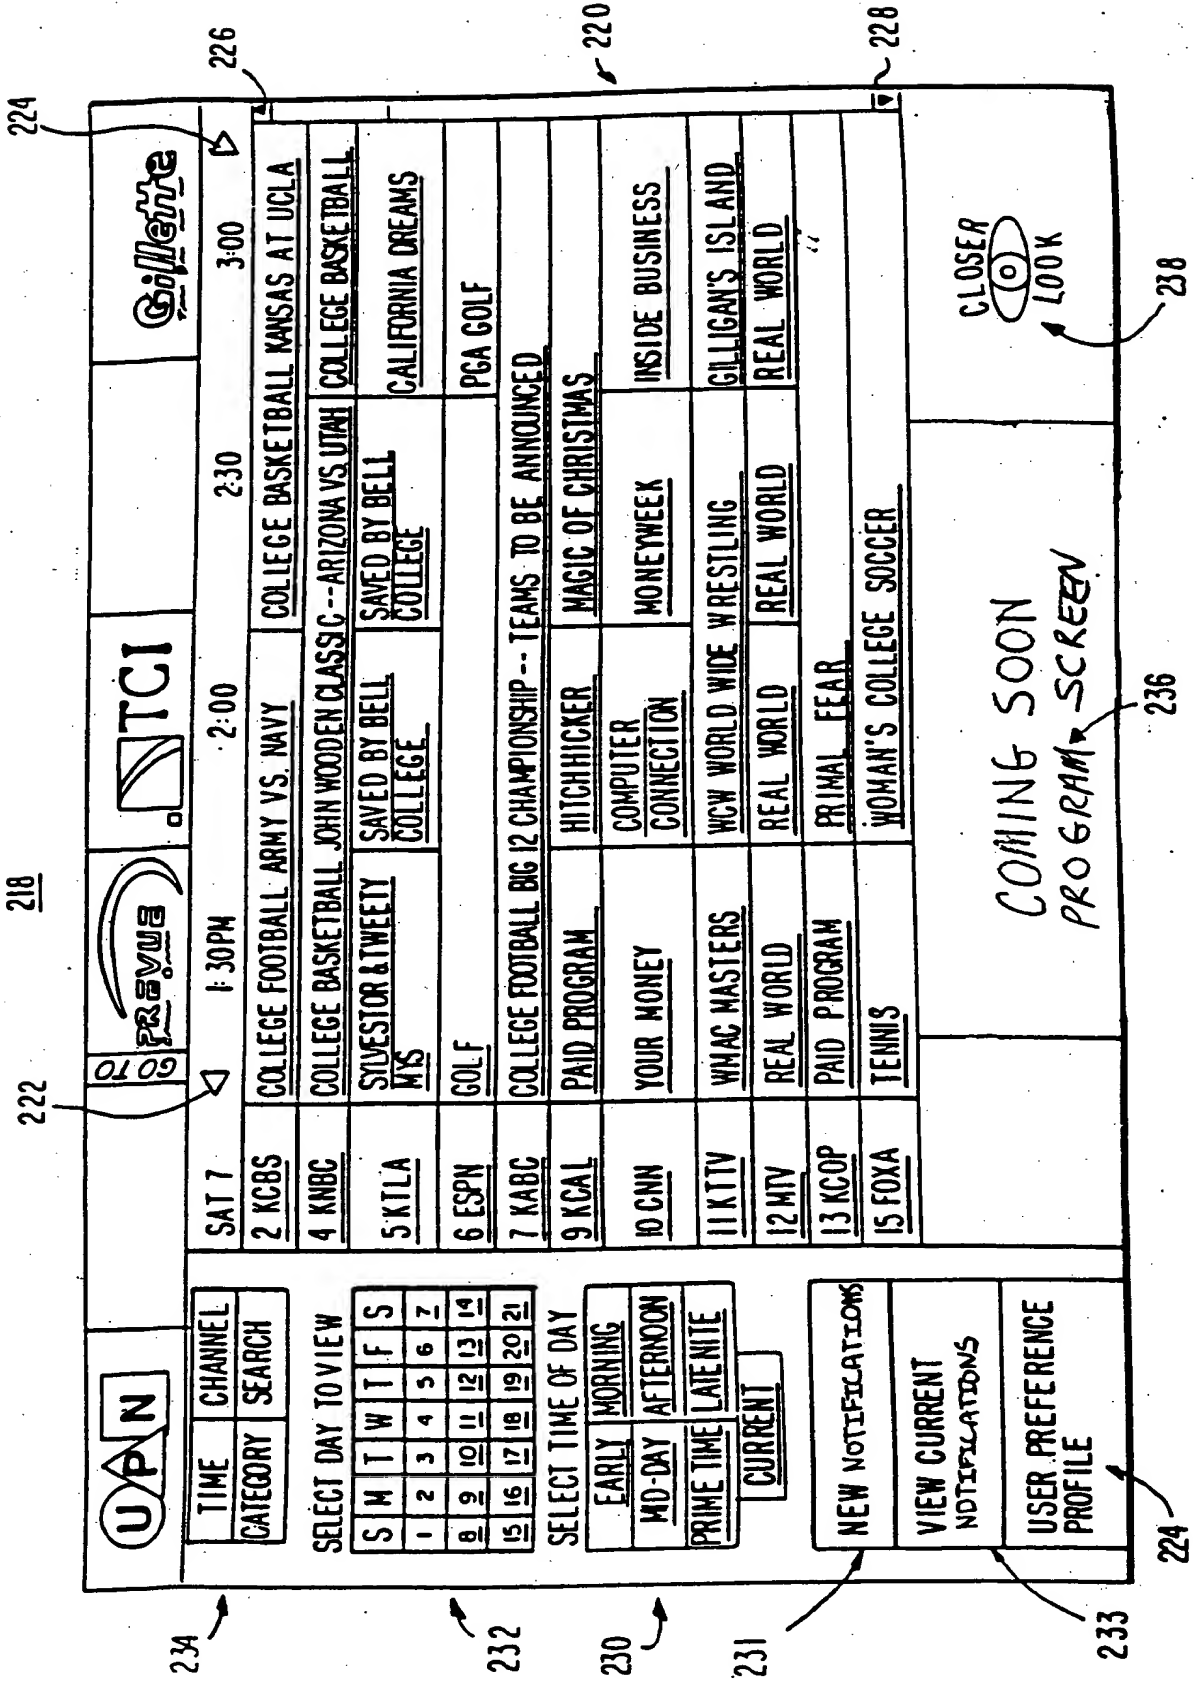 218
222
224
226
UPN
GO TO
PREVUE
TCI
Gillette
234
TIME CHANNEL
CATEGORY SEARCH
SAT 7 1:30PM 2:00 2:30 3:00
2 KCBS COLLEGE FOOTBALL ARMY VS. NAVY COLLEGE BASKETBALL KANSAS AT UCLA
4 KNBC COLLEGE BASKETBALL JOHN WOODEN CLASSIC--ARIZONA VS. UTAH COLLEGE BASKETBALL
5 KTLA SYLVESTOR & TWEETY MYS SAVED BY BELL COLLEGE SAVED BY BELL COLLEGE CALIFORNIA DREAMS
6 ESPN GOLF PGA GOLF
7 KABC COLLEGE FOOTBALL BIG 12 CHAMPIONSHIP -- TEAMS TO BE ANNOUNCED
9 KCAL PAID PROGRAM HITCHHICKER MAGIC OF CHRISTMAS
10 CNN YOUR MONEY COMPUTER CONNECTION MONEYWEEK INSIDE BUSINESS
11 KTTV WMAC MASTERS WCW WORLD WIDE WRESTLING GILLIGAN'S ISLAND
12 MTV REAL WORLD REAL WORLD REAL WORLD REAL WORLD
13 KCOP PAID PROGRAM PRIMAL FEAR
15 FOXA TENNIS WOMAN'S COLLEGE SOCCER
220
228
232
SELECT DAY TO VIEW
S M T W T F S
1 2 3 4 5 6 7
8 9 10 11 12 13 14
15 16 17 18 19 20 21
230
SELECT TIME OF DAY
EARLY MORNING
MID-DAY AFTERNOON
PRIME TIME LATE NITE
CURRENT
231
NEW NOTIFICATIONS
233
VIEW CURRENT
NOTIFICATIONS
USER PREFERENCE
PROFILE
224
COMING SOON
PROGRAM SCREEN
236
CLOSER
LOOK
238